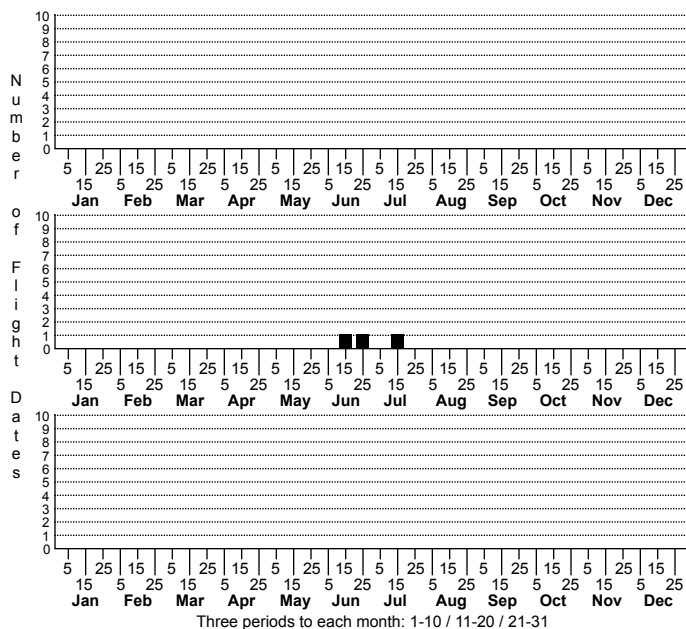 N
u
m
b
e
r
o
f
F
l
i
g
h
t
D
a
t
e
s
10
9
8
7
6
5
4
3
2
1
0
5 25 15 5 25 15 5 25 15 5 25 15 5 25 15 5 25 15
15 5 25 15 5 25 15 5 25 15 5 25 15 5 25 15 5 25
Jan Feb Mar Apr May Jun Jul Aug Sep Oct Nov Dec
10
9
8
7
6
5
4
3
2
1
0
5 25 15 5 25 15 5 25 15 5 25 15 5 25 15 5 25 15
15 5 25 15 5 25 15 5 25 15 5 25 15 5 25 15 5 25
Jan Feb Mar Apr May Jun Jul Aug Sep Oct Nov Dec
10
9
8
7
6
5
4
3
2
1
0
5 25 15 5 25 15 5 25 15 5 25 15 5 25 15 5 25 15
15 5 25 15 5 25 15 5 25 15 5 25 15 5 25 15 5 25
Jan Feb Mar Apr May Jun Jul Aug Sep Oct Nov Dec
Three periods to each month: 1-10 / 11-20 / 21-31